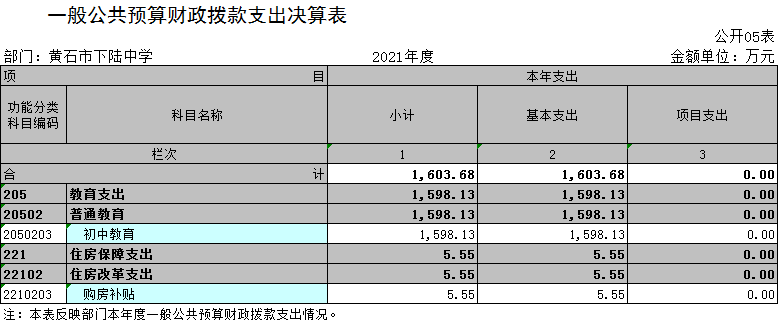 一般公共预算财政拨款支出决算表
公开05表
部门：黄石市下陆中学 2021年度 金额单位：万元
项 目 本年支出
功能分类科目编码 科目名称 小计 基本支出 项目支出
栏次 1 2 3
合 计 1,603.68 1,603.68 0.00
205 教育支出 1,598.13 1,598.13 0.00
20502 普通教育 1,598.13 1,598.13 0.00
2050203 初中教育 1,598.13 1,598.13 0.00
221 住房保障支出 5.55 5.55 0.00
22102 住房改革支出 5.55 5.55 0.00
2210203 购房补贴 5.55 5.55 0.00
注：本表反映部门本年度一般公共预算财政拨款支出情况。